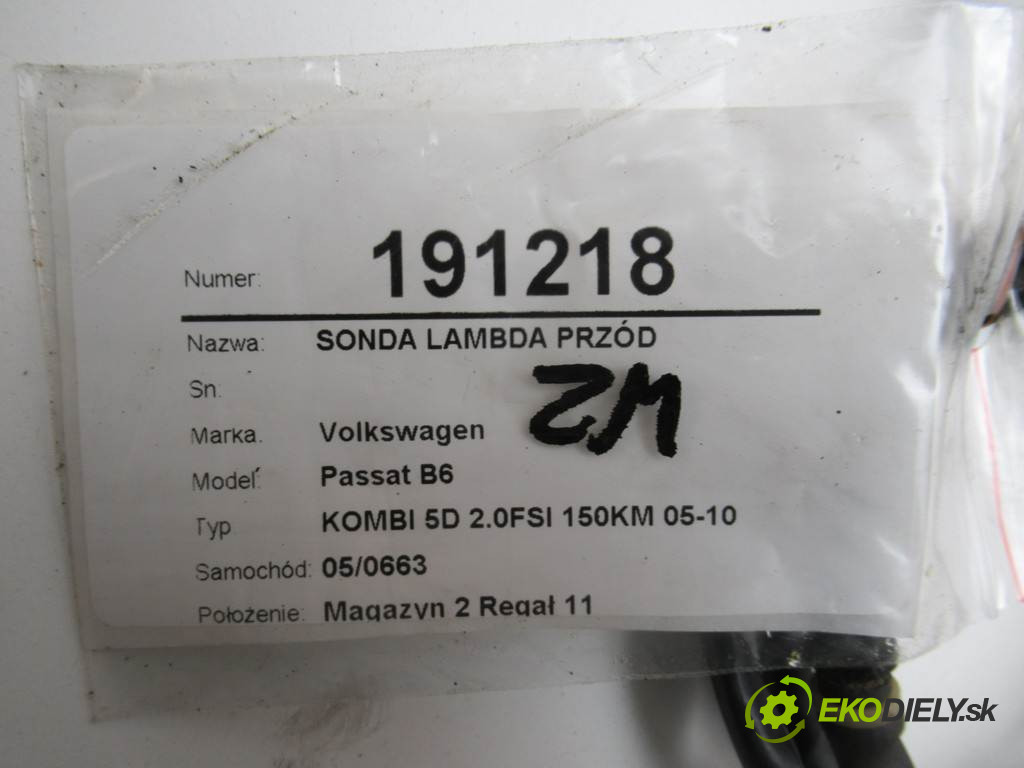 Numer: 191218
Nazwa: SONDA LAMBDA PRZÓD
Sn.
Marka. Volkswagen
Model: Passat B6
Typ KOMBI 5D 2.0FSI 150KM 05-10
Samochód: 05/0663
Położenie: Magazyn 2 Regał 11
EKODIELY.sk